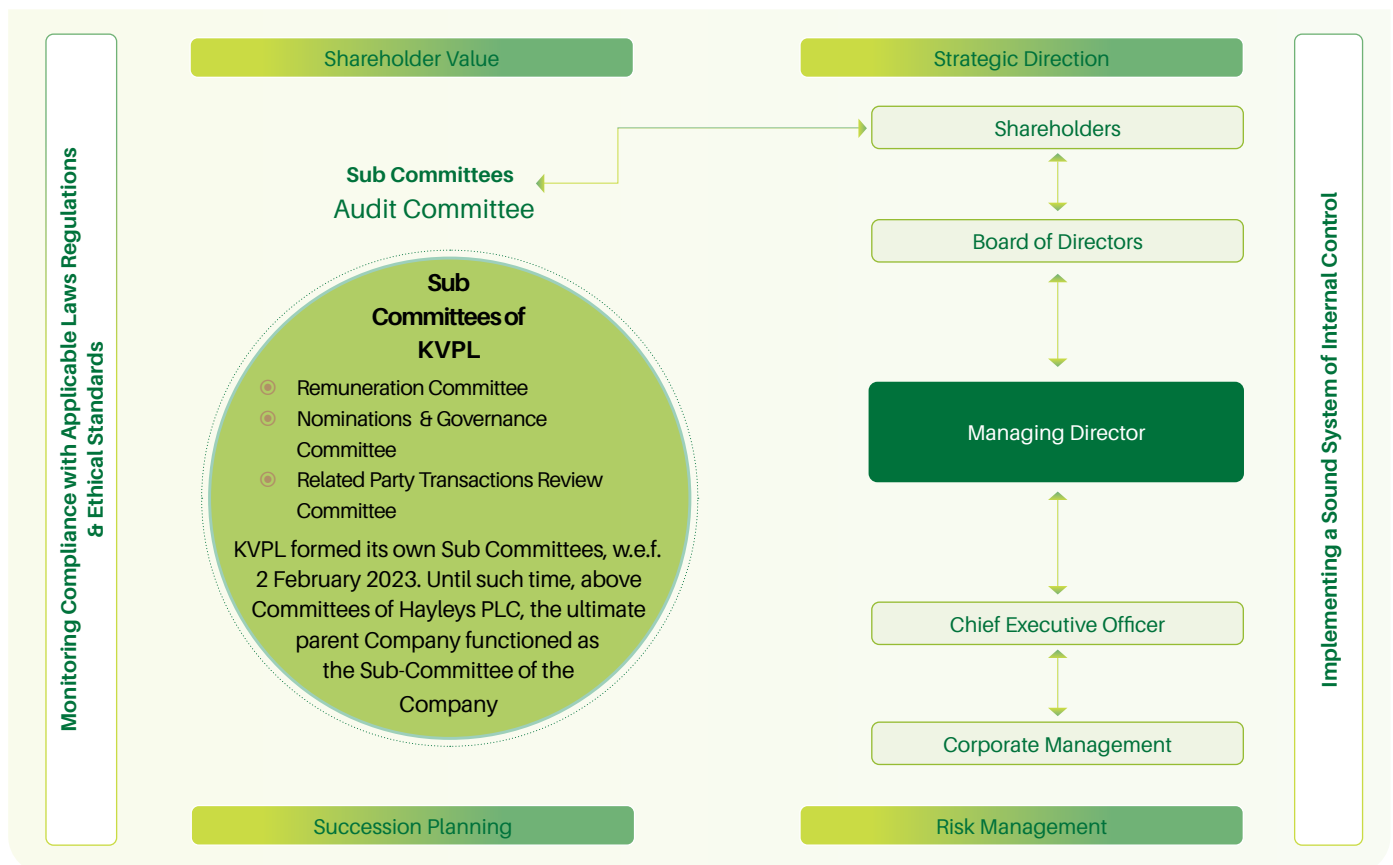 Monitoring Compliance with Applicable Laws Regulations
& Ethical Standards
Shareholder Value
Strategic Direction
Sub Committees
Audit Committee
Sub
Committees of
KVPL
Remuneration Committee
Nominations & Governance
Committee
Related Party Transactions Review
Committee
KVPL formed its own Sub Committees, w.e.f.
2 February 2023. Until such time, above
Committees of Hayleys PLC, the ultimate
parent Company functioned as
the Sub-Committee of the
Company
Shareholders
Board of Directors
Managing Director
Chief Executive Officer
Corporate Management
Succession Planning
Risk Management
Implementing a Sound System of Internal Control